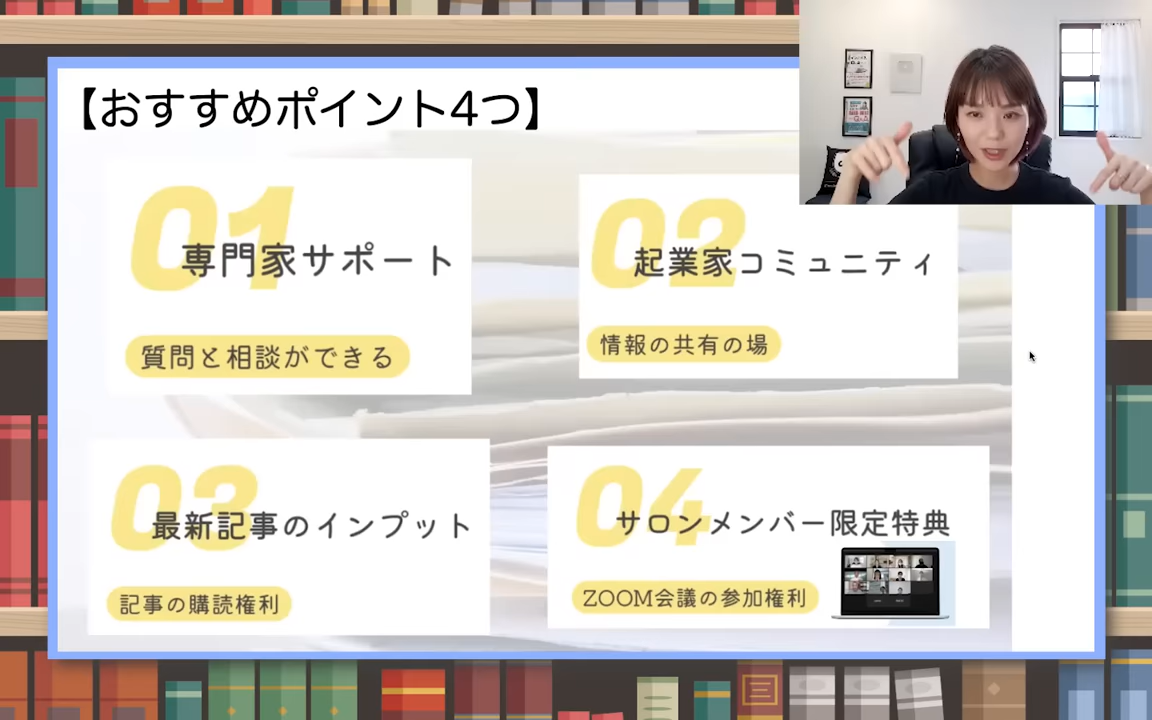 【おすすめポイント4つ】
01
専門家サポート
質問と相談ができる
02
起業家コミュニティ
情報の共有の場
03
最新記事のインプット
記事の購読権利
04
サロンメンバー限定特典
ZOOM会議の参加権利